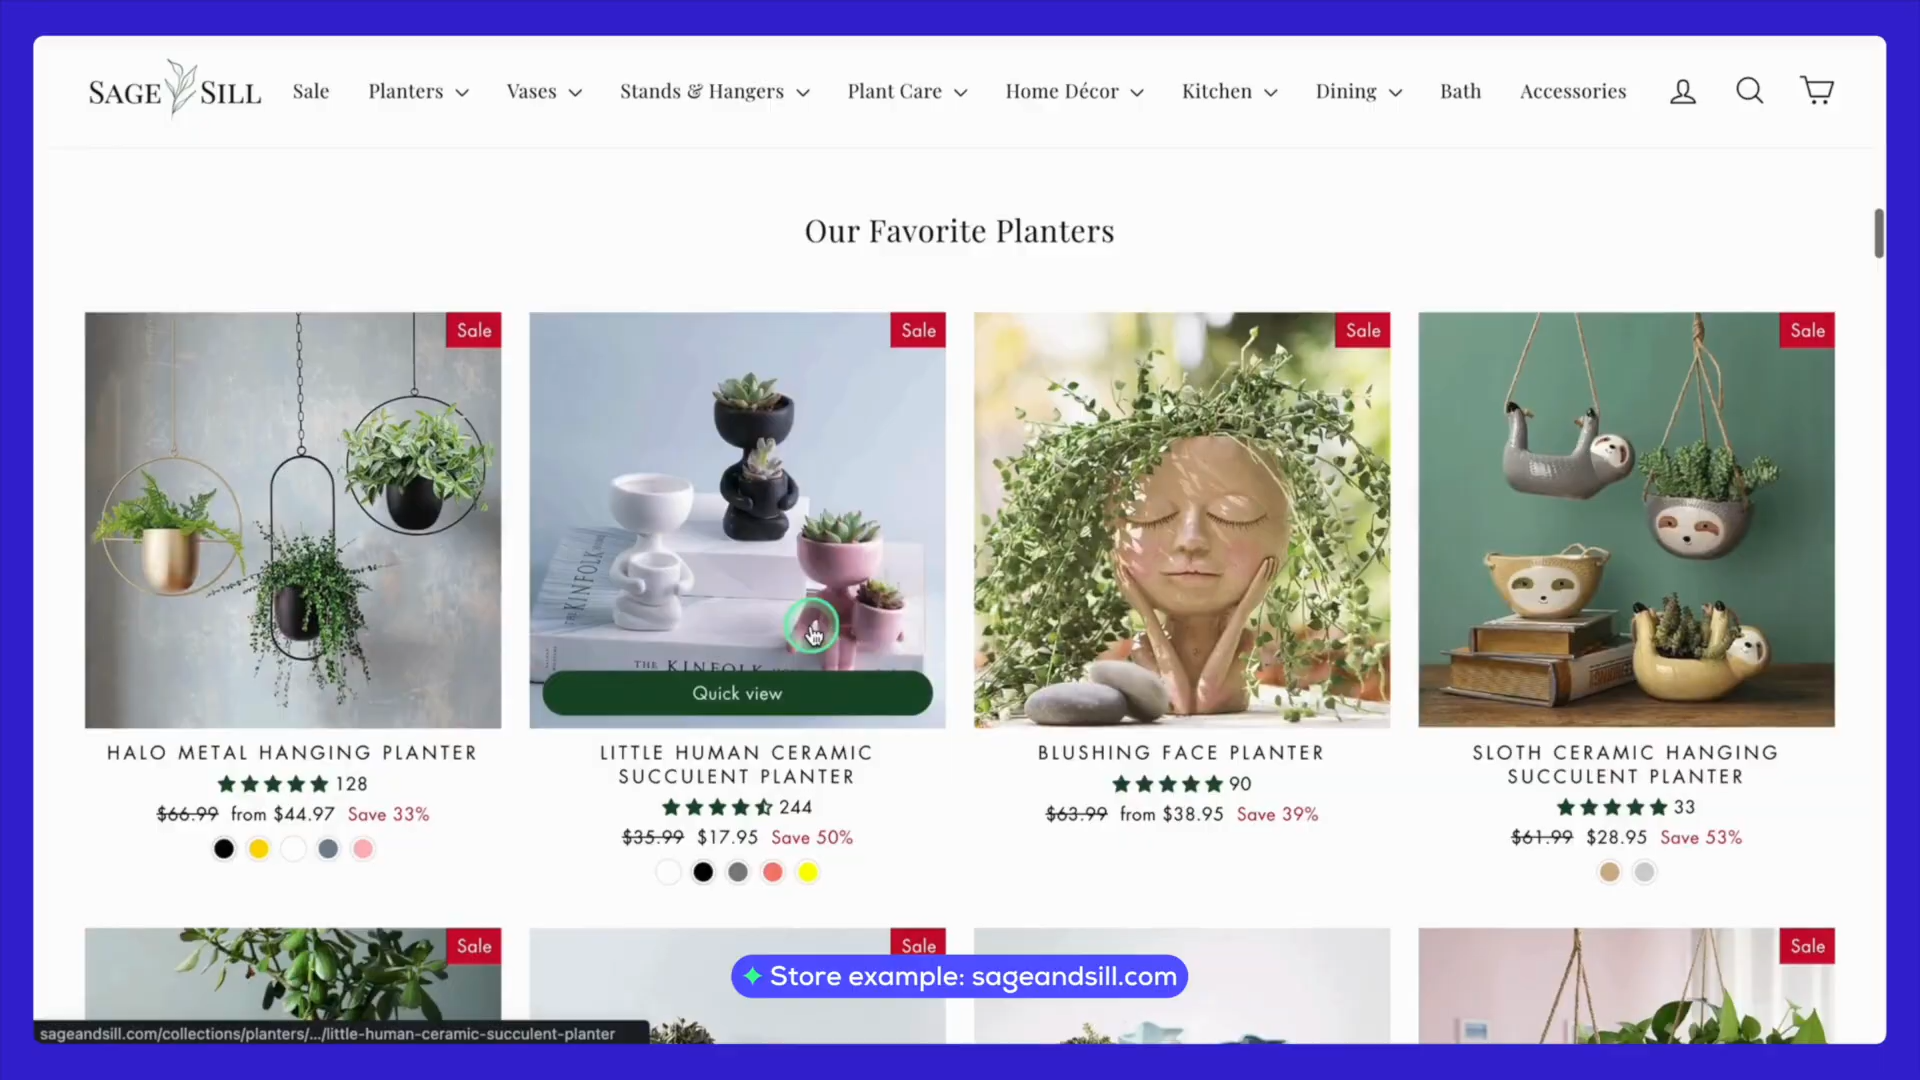 SAGE SILL Sale Planters Vases Stands & Hangers Plant Care Home Décor Kitchen Dining Bath Accessories
Our Favorite Planters
Sale
Sale
Sale
Sale
KINFOLK
THE KINFOLK
Quick view
HALO METAL HANGING PLANTER
128
$66.99 from $44.97 Save 33%
LITTLE HUMAN CERAMIC
SUCCULENT PLANTER
244
$35.99 $17.95 Save 50%
BLUSHING FACE PLANTER
90
$63.99 from $38.95 Save 39%
SLOTH CERAMIC HANGING
SUCCULENT PLANTER
33
$61.99 $28.95 Save 53%
Sale
Sale
Sale
Store example: sageandsill.com
sageandsill.com/collections/planters/.../little-human-ceramic-succulent-planter